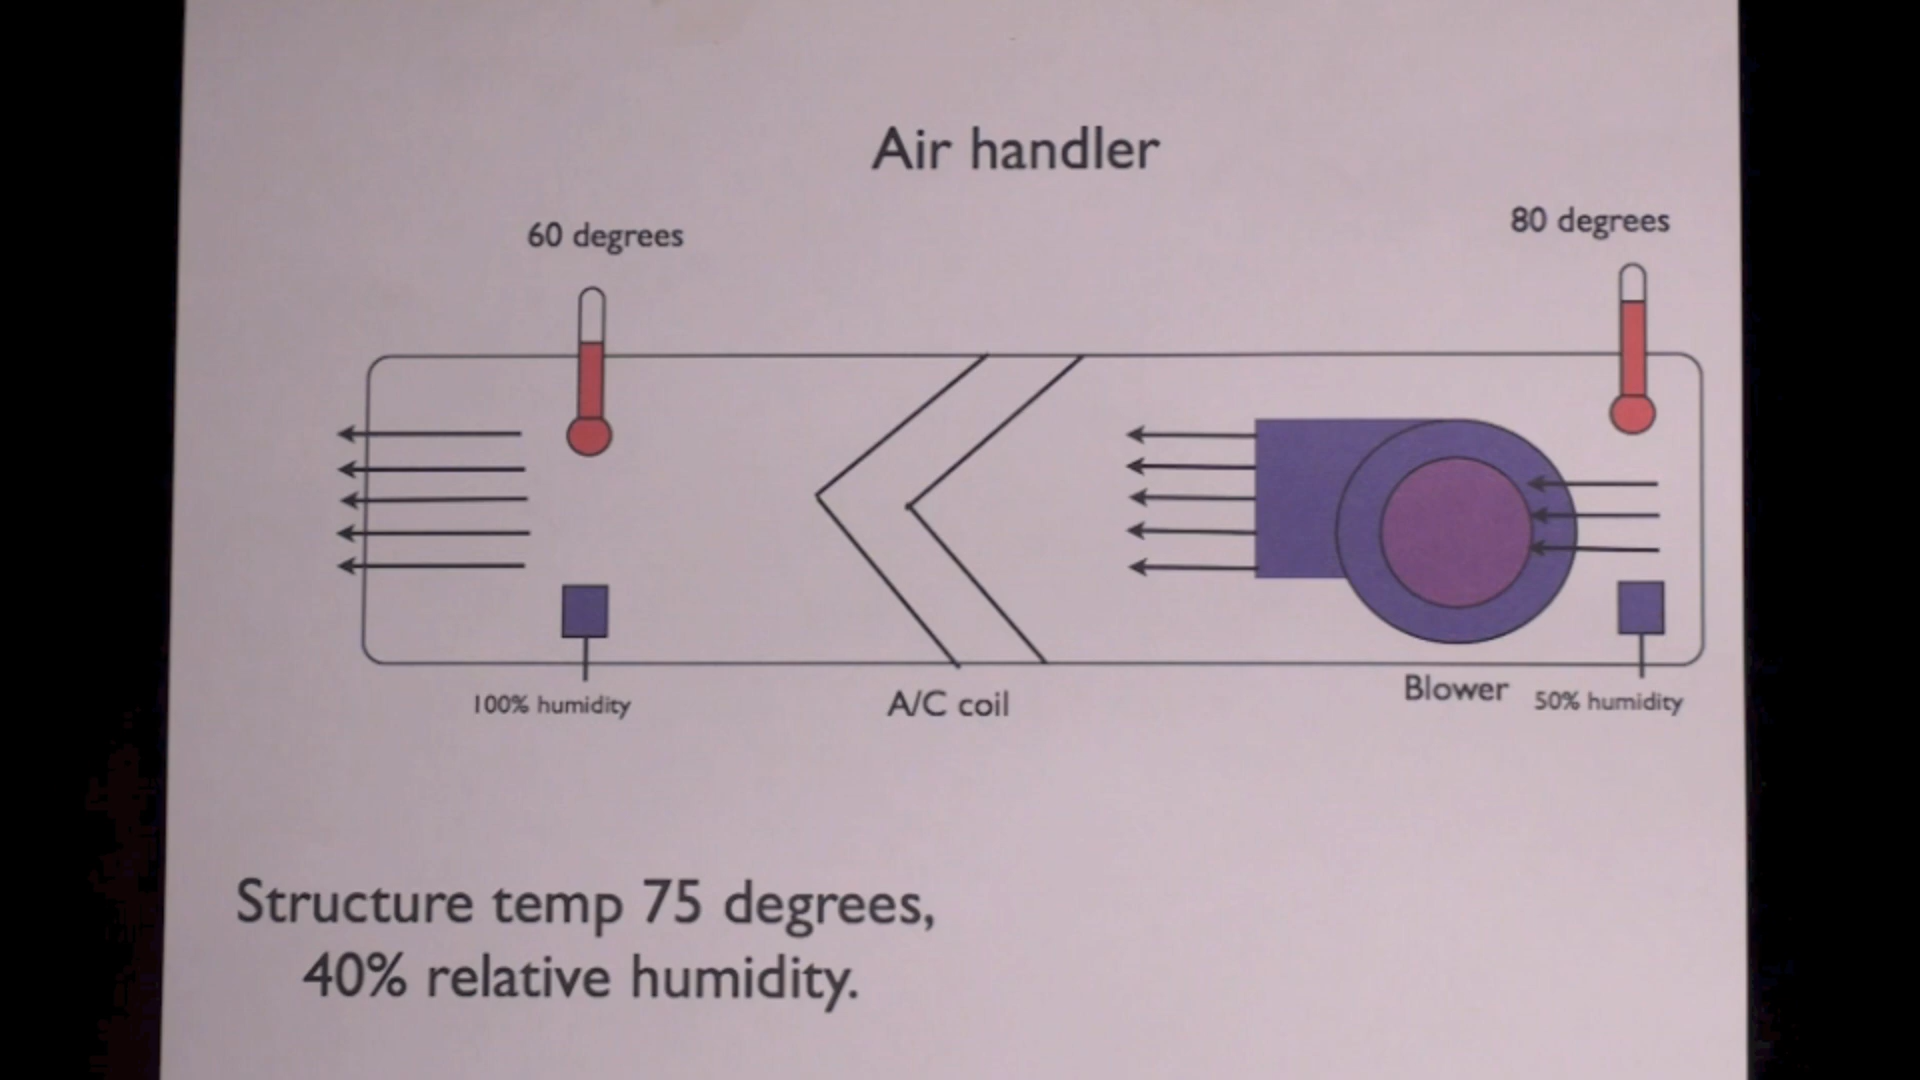 Air handler
60 degrees
80 degrees
100% humidity
A/C coil
Blower
50% humidity
Structure temp 75 degrees,
40% relative humidity.